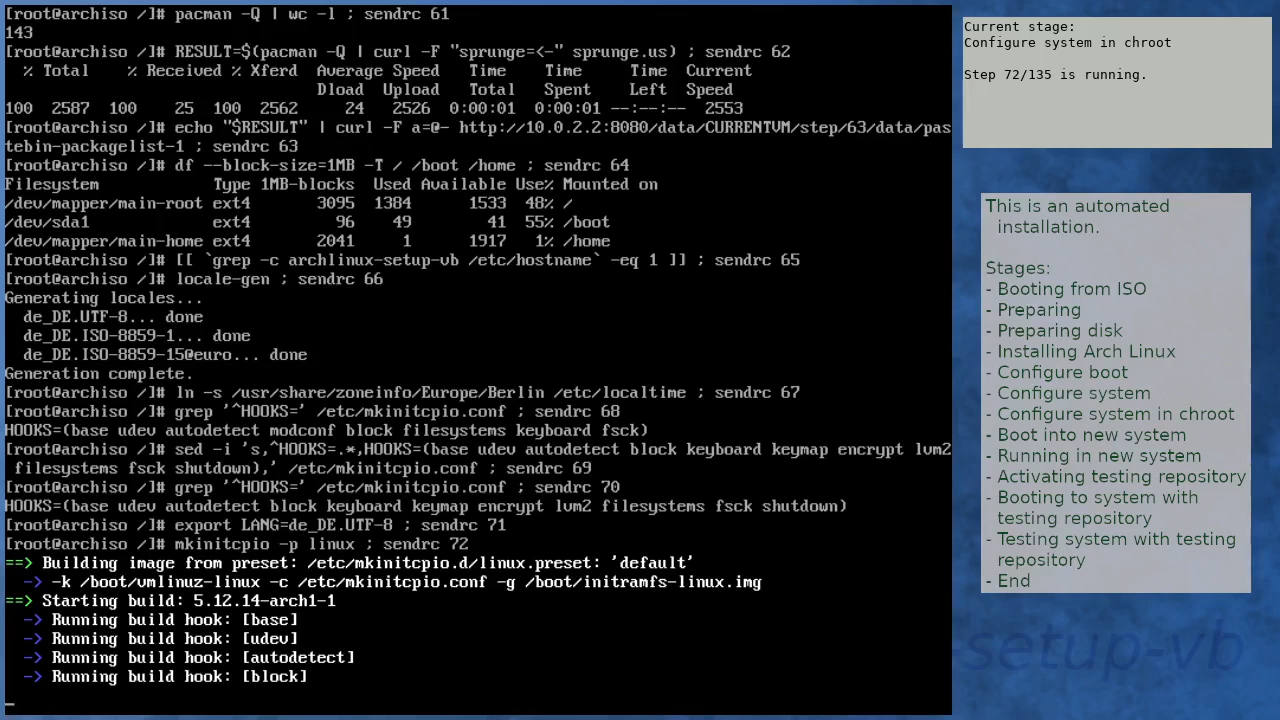 [root@archiso /]# pacman -Q | wc -l ; sendrc 61
143
[root@archiso /]# RESULT=$(pacman -Q | curl -F "sprunge=<-" sprunge.us) ; sendrc 62
% Total % Received % Xferd Average Speed Time Time Time Current
Dload Upload Total Spent Left Speed
100 2587 100 25 100 2562 24 2526 0:00:01 0:00:01 --:--:-- 2553
[root@archiso /]# echo "$RESULT" | curl -F a=@- http://10.0.2.2:8080/data/CURRENTVM/step/63/data/pas
tebin-packagelist-1 ; sendrc 63
[root@archiso /]# df --block-size=1MB -T / /boot /home ; sendrc 64
Filesystem Type 1MB-blocks Used Available Use% Mounted on
/dev/mapper/main-root ext4 3095 1384 1533 48% /
/dev/sda1 ext4 96 49 41 55% /boot
/dev/mapper/main-home ext4 2041 1 1917 1% /home
[root@archiso /]# [[ `grep -c archlinux-setup-vb /etc/hostname` -eq 1 ]] ; sendrc 65
[root@archiso /]# locale-gen ; sendrc 66
Generating locales...
de_DE.UTF-8... done
de_DE.ISO-8859-1... done
de_DE.ISO-8859-15@euro... done
Generation complete.
[root@archiso /]# ln -s /usr/share/zoneinfo/Europe/Berlin /etc/localtime ; sendrc 67
[root@archiso /]# grep '^HOOKS=' /etc/mkinitcpio.conf ; sendrc 68
HOOKS=(base udev autodetect modconf block filesystems keyboard fsck)
[root@archiso /]# sed -i 's,^HOOKS=.*,HOOKS=(base udev autodetect block keyboard keymap encrypt lvm2
filesystems fsck shutdown),' /etc/mkinitcpio.conf ; sendrc 69
[root@archiso /]# grep '^HOOKS=' /etc/mkinitcpio.conf ; sendrc 70
HOOKS=(base udev autodetect block keyboard keymap encrypt lvm2 filesystems fsck shutdown)
[root@archiso /]# export LANG=de_DE.UTF-8 ; sendrc 71
[root@archiso /]# mkinitcpio -p linux ; sendrc 72
==> Building image from preset: /etc/mkinitcpio.d/linux.preset: 'default'
-> -k /boot/vmlinuz-linux -c /etc/mkinitcpio.conf -g /boot/initramfs-linux.img
==> Starting build: 5.12.14-arch1-1
-> Running build hook: [base]
-> Running build hook: [udev]
-> Running build hook: [autodetect]
-> Running build hook: [block]
_
Current stage:
Configure system in chroot
Step 72/135 is running.
This is an automated
installation.
Stages:
- Booting from ISO
- Preparing
- Preparing disk
- Installing Arch Linux
- Configure boot
- Configure system
- Configure system in chroot
- Boot into new system
- Running in new system
- Activating testing repository
- Booting to system with
testing repository
- Testing system with testing
repository
- End
-setup-vb